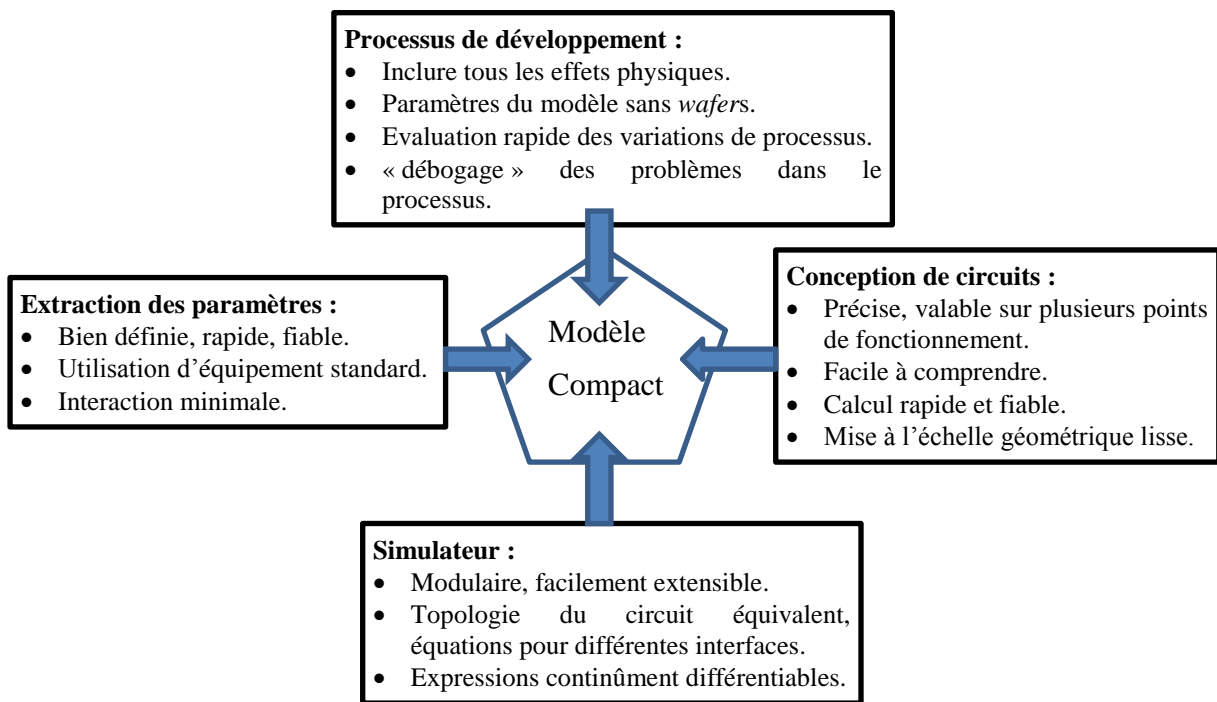 Processus de développement :
• Inclure tous les effets physiques.
• Paramètres du modèle sans wafers.
• Evaluation rapide des variations de processus.
• « débogage » des problèmes dans le
processus.
Extraction des paramètres :
• Bien définie, rapide, fiable.
• Utilisation d’équipement standard.
• Interaction minimale.
Modèle
Compact
Conception de circuits :
• Précise, valable sur plusieurs points
de fonctionnement.
• Facile à comprendre.
• Calcul rapide et fiable.
• Mise à l’échelle géométrique lisse.
Simulateur :
• Modulaire, facilement extensible.
• Topologie du circuit équivalent,
équations pour différentes interfaces.
• Expressions continûment différentiables.